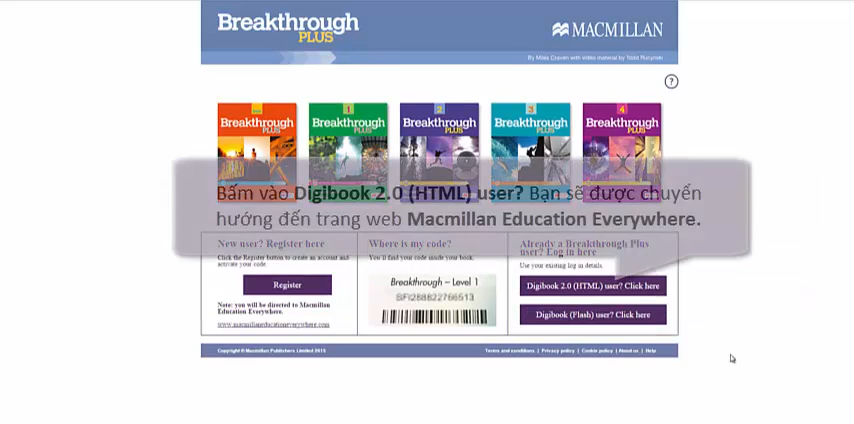 Breakthrough
PLUS
MACMILLAN
By Miles Craven with video material by Todd Rucynski
?
1
2
3
4
Breakthrough
PLUS
Breakthrough
PLUS
Breakthrough
PLUS
Breakthrough
PLUS
Breakthrough
PLUS
Bấm vào Digibook 2.0 (HTML) user? Bạn sẽ được chuyển
hướng đến trang web Macmillan Education Everywhere.
New user? Register here
Click the Register button to create an account and
activate your code.
Register
Note: you will be directed to Macmillan
Education Everywhere.
www.macmillaneducationeverywhere.com
Where is my code?
You'll find your code inside your book.
Breakthrough – Level 1
Already a Breakthrough Plus
user? Log in here
Use your existing log in details.
Digibook 2.0 (HTML) user? Click here
Digibook (Flash) user? Click here
Copyright © Macmillan Publishers Limited 2013
Terms and conditions | Privacy policy | Cookie policy | About us | Help